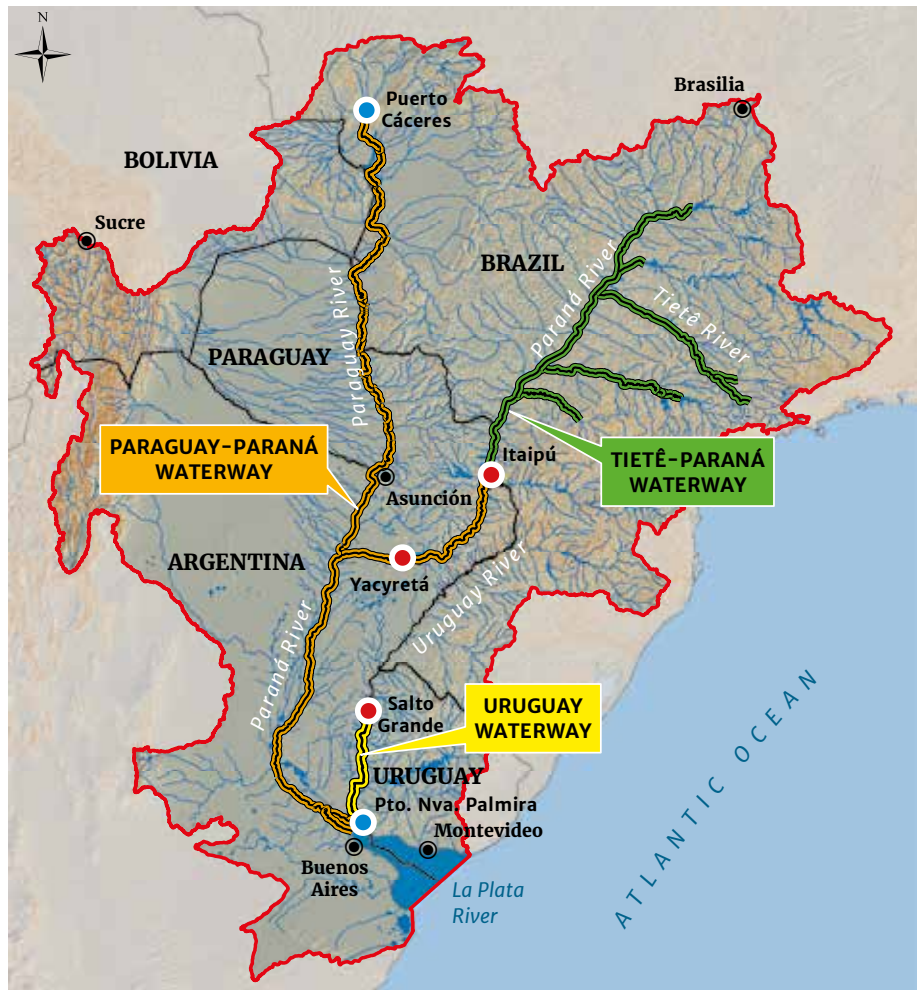 N
Puerto
Cáceres
Brasilia
BOLIVIA
Sucre
BRAZIL
Paraná River
Tietê River
Paraguay River
PARAGUAY
PARAGUAY-PARANÁ
WATERWAY
Itaipú
TIETÊ-PARANÁ
WATERWAY
Asunción
ARGENTINA
Yacyretá
Uruguay River
Paraná River
Salto
Grande
URUGUAY
WATERWAY
URUGUAY
Pto. Nva. Palmira
Montevideo
Buenos
Aires
La Plata
River
ATLANTIC OCEAN